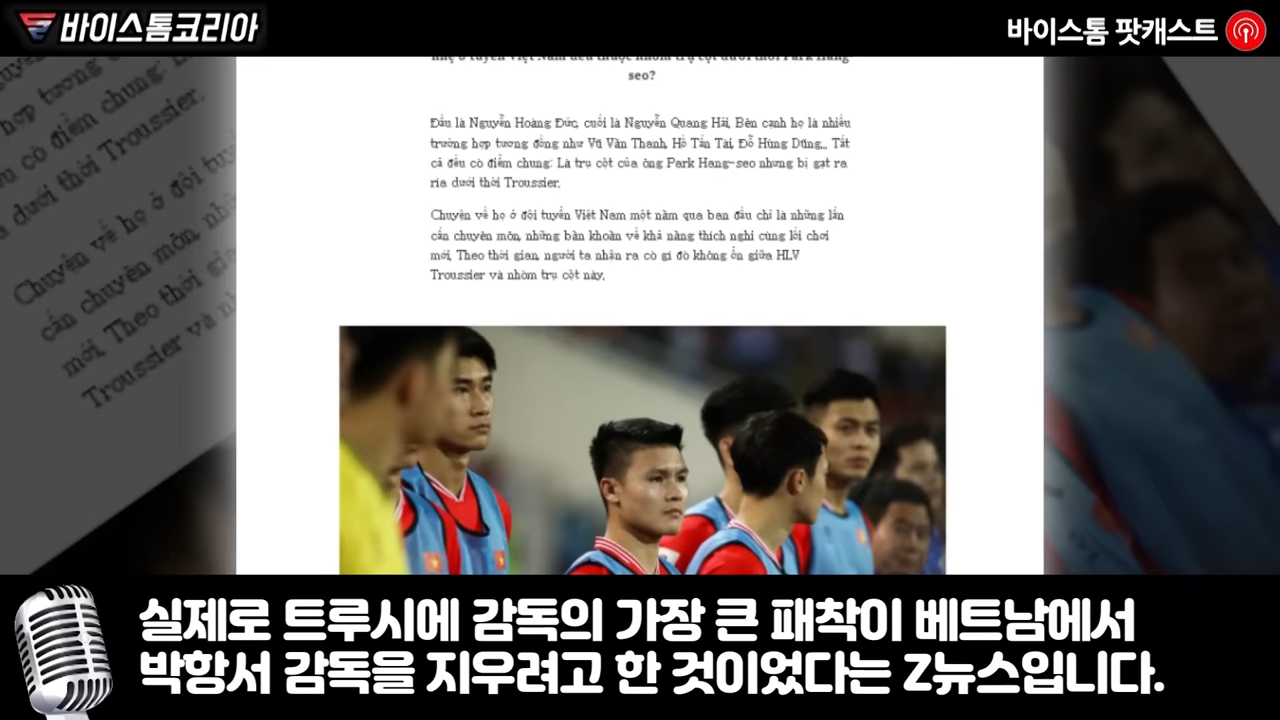 바이스톰코리아
바이스톰 팟캐스트
seo?
Đầu là Nguyễn Hoàng Đức, cuối là Nguyễn Quang Hải. Bên cạnh họ là nhiều
trường hợp tương đồng như Vũ Văn Thanh, Hồ Tấn Tài, Đỗ Hùng Dũng... Tất
cả đều có điểm chung: Là trụ cột của ông Park Hang-seo nhưng bị gạt ra
rìa dưới thời Troussier.
Chuyện về họ ở đội tuyển Việt Nam một năm qua ban đầu chỉ là những lấn
cấn chuyên môn, những băn khoăn về khả năng thích nghi cùng lối chơi
mới. Theo thời gian, người ta nhận ra có gì đó không ổn giữa HLV
Troussier và nhóm trụ cột này.
실제로 트루시에 감독의 가장 큰 패착이 베트남에서
박항서 감독을 지우려고 한 것이었다는 Z뉴스입니다.